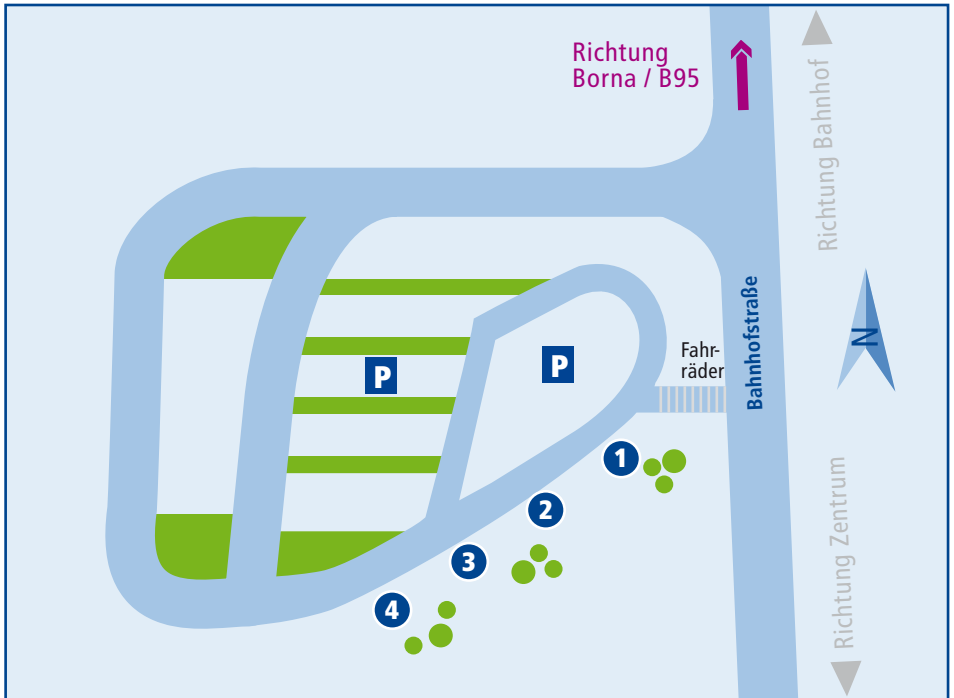 Richtung
Borna / B95
Richtung Bahnhof
P
P
Fahr-
räder
Bahnhofstraße
N
1
2
3
4
Richtung Zentrum